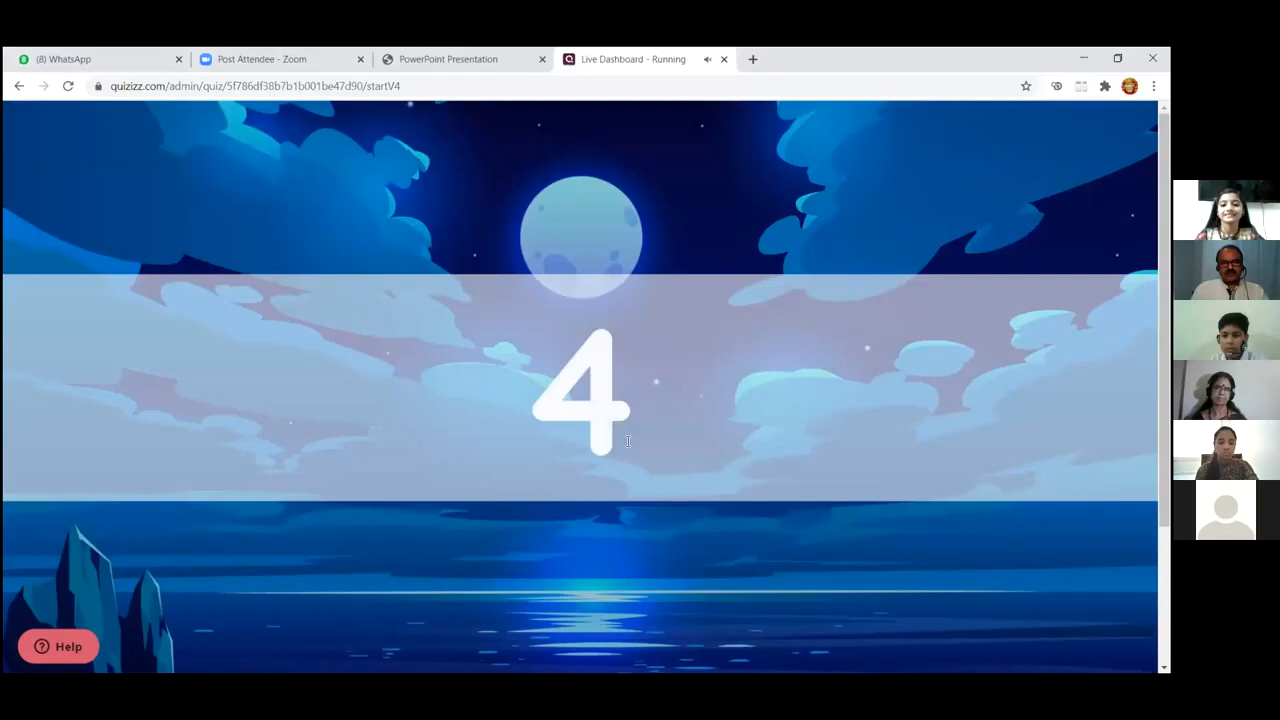 (8) WhatsApp
Post Attendee - Zoom
PowerPoint Presentation
Live Dashboard - Running
quizizz.com/admin/quiz/5f786df38b7b1b001be47d90/startV4
4
Help